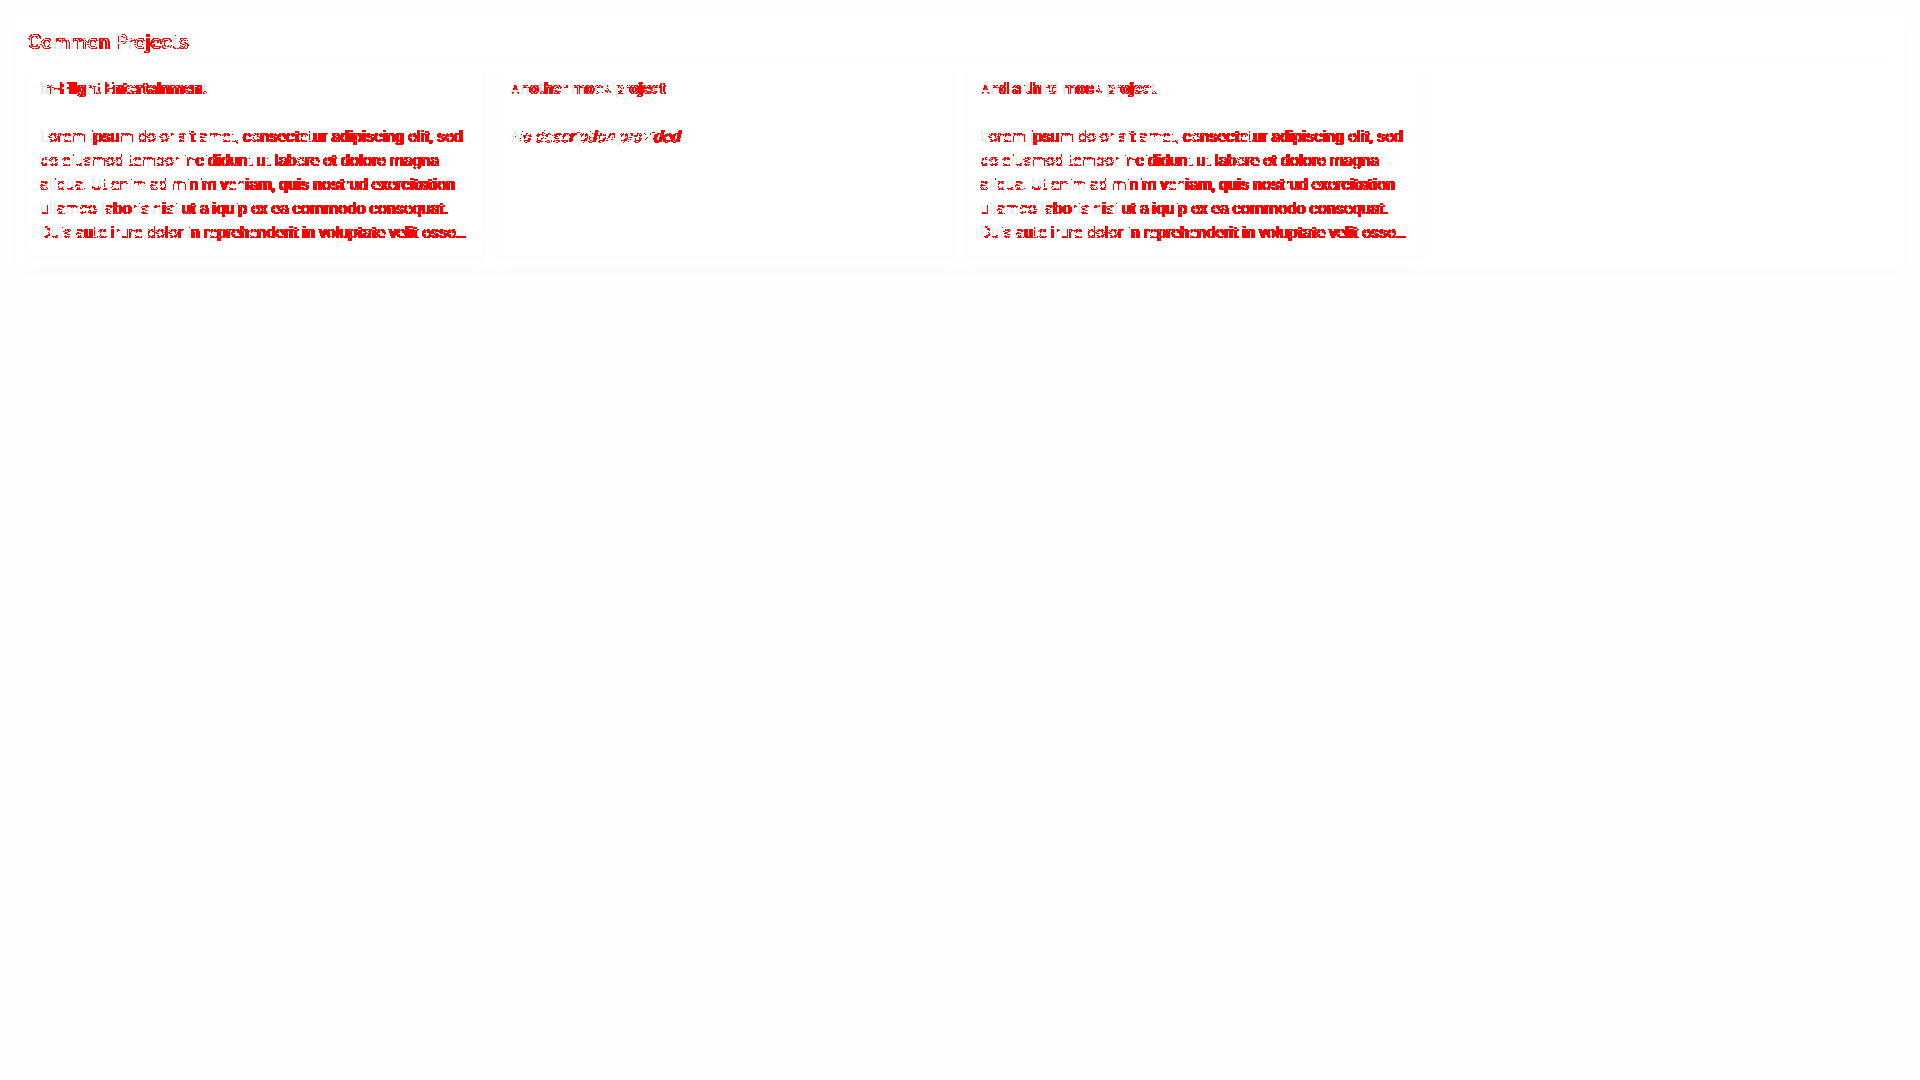 Common Projects
In-Flight Entertainment
Lorem ipsum dolor sit amet, consectetur adipiscing elit, sed
do eiusmod tempor incididunt ut labore et dolore magna
aliqua. Ut enim ad minim veniam, quis nostrud exercitation
ullamco laboris nisi ut aliquip ex ea commodo consequat.
Duis aute irure dolor in reprehenderit in voluptate velit esse...
Another mock project
No description provided
And a third mock project
Lorem ipsum dolor sit amet, consectetur adipiscing elit, sed
do eiusmod tempor incididunt ut labore et dolore magna
aliqua. Ut enim ad minim veniam, quis nostrud exercitation
ullamco laboris nisi ut aliquip ex ea commodo consequat.
Duis aute irure dolor in reprehenderit in voluptate velit esse...